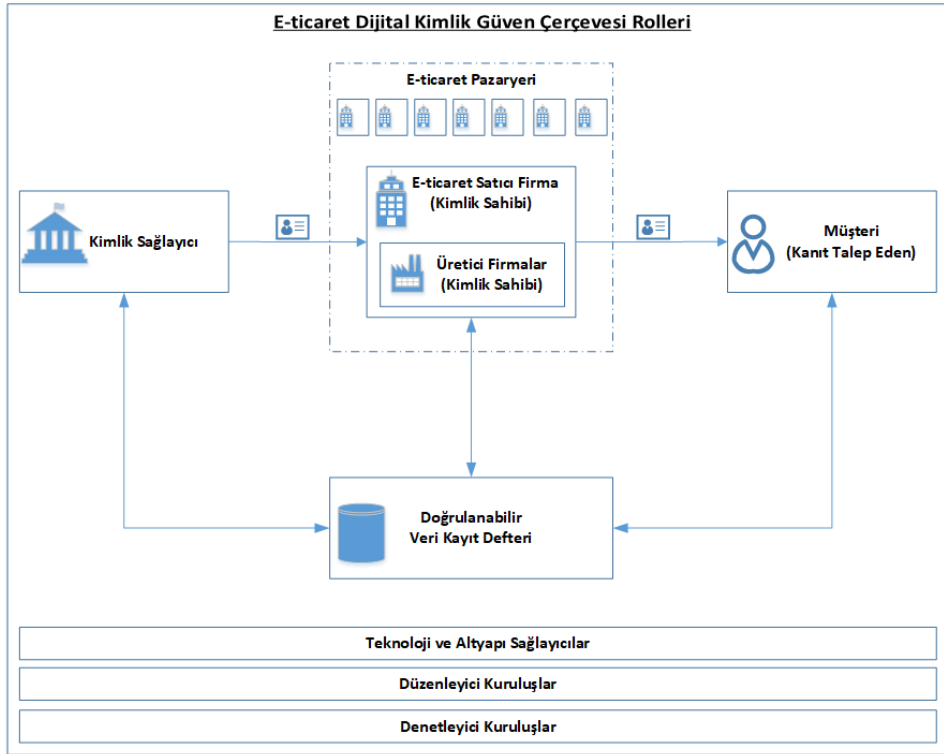 E-ticaret Dijital Kimlik Güven Çerçevesi Rolleri
E-ticaret Pazaryeri
E-ticaret Satıcı Firma
(Kimlik Sahibi)
Kimlik Sağlayıcı
Üretici Firmalar
(Kimlik Sahibi)
Müşteri
(Kanıt Talep Eden)
Doğrulanabilir
Veri Kayıt Defteri
Teknoloji ve Altyapı Sağlayıcılar
Düzenleyici Kuruluşlar
Denetleyici Kuruluşlar